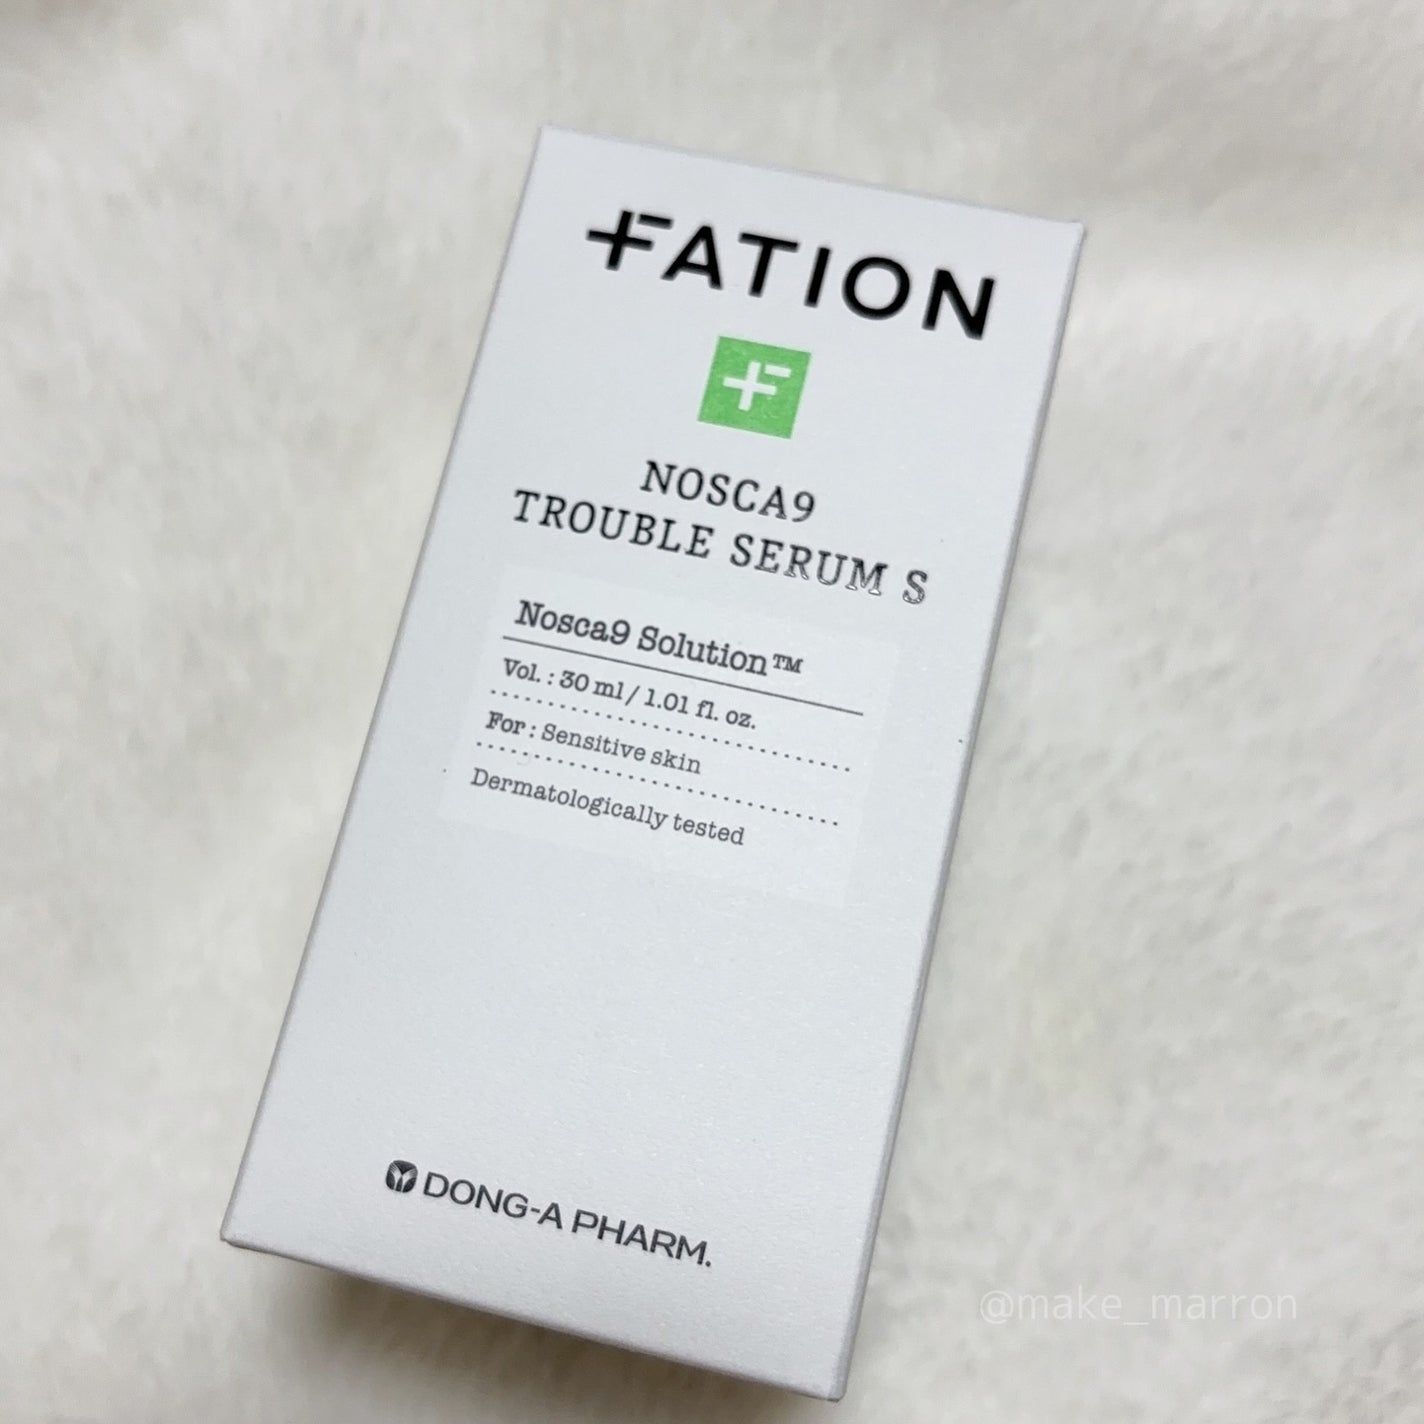 FATION
F
NOSCA9
TROUBLE SERUM S
Nosca9 Solution™
Vol. : 30 ml / 1.01 fl. oz.
For : Sensitive skin
Dermatologically tested
DONG-A PHARM.
@make_marron